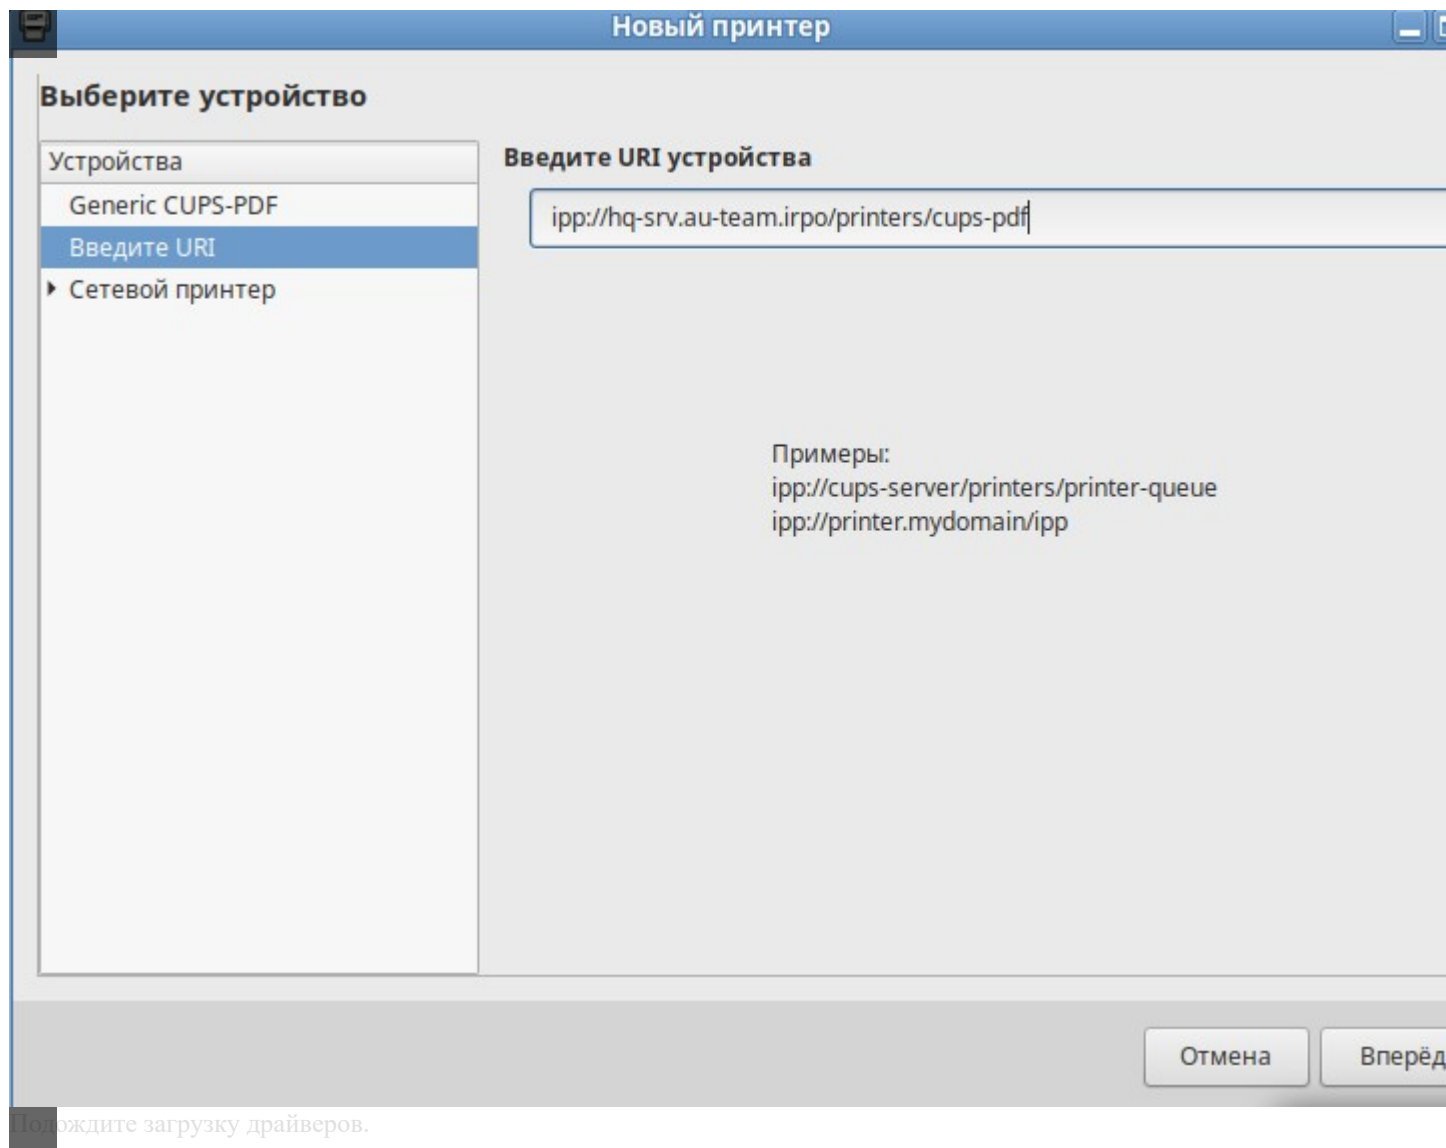 Новый принтер
Выберите устройство
Устройства
Generic CUPS-PDF
Введите URI
Сетевой принтер
Введите URI устройства
ipp://hq-srv.au-team.irpo/printers/cups-pdf
Примеры:
ipp://cups-server/printers/printer-queue
ipp://printer.mydomain/ipp
Отмена
Вперёд
Подождите загрузку драйверов.